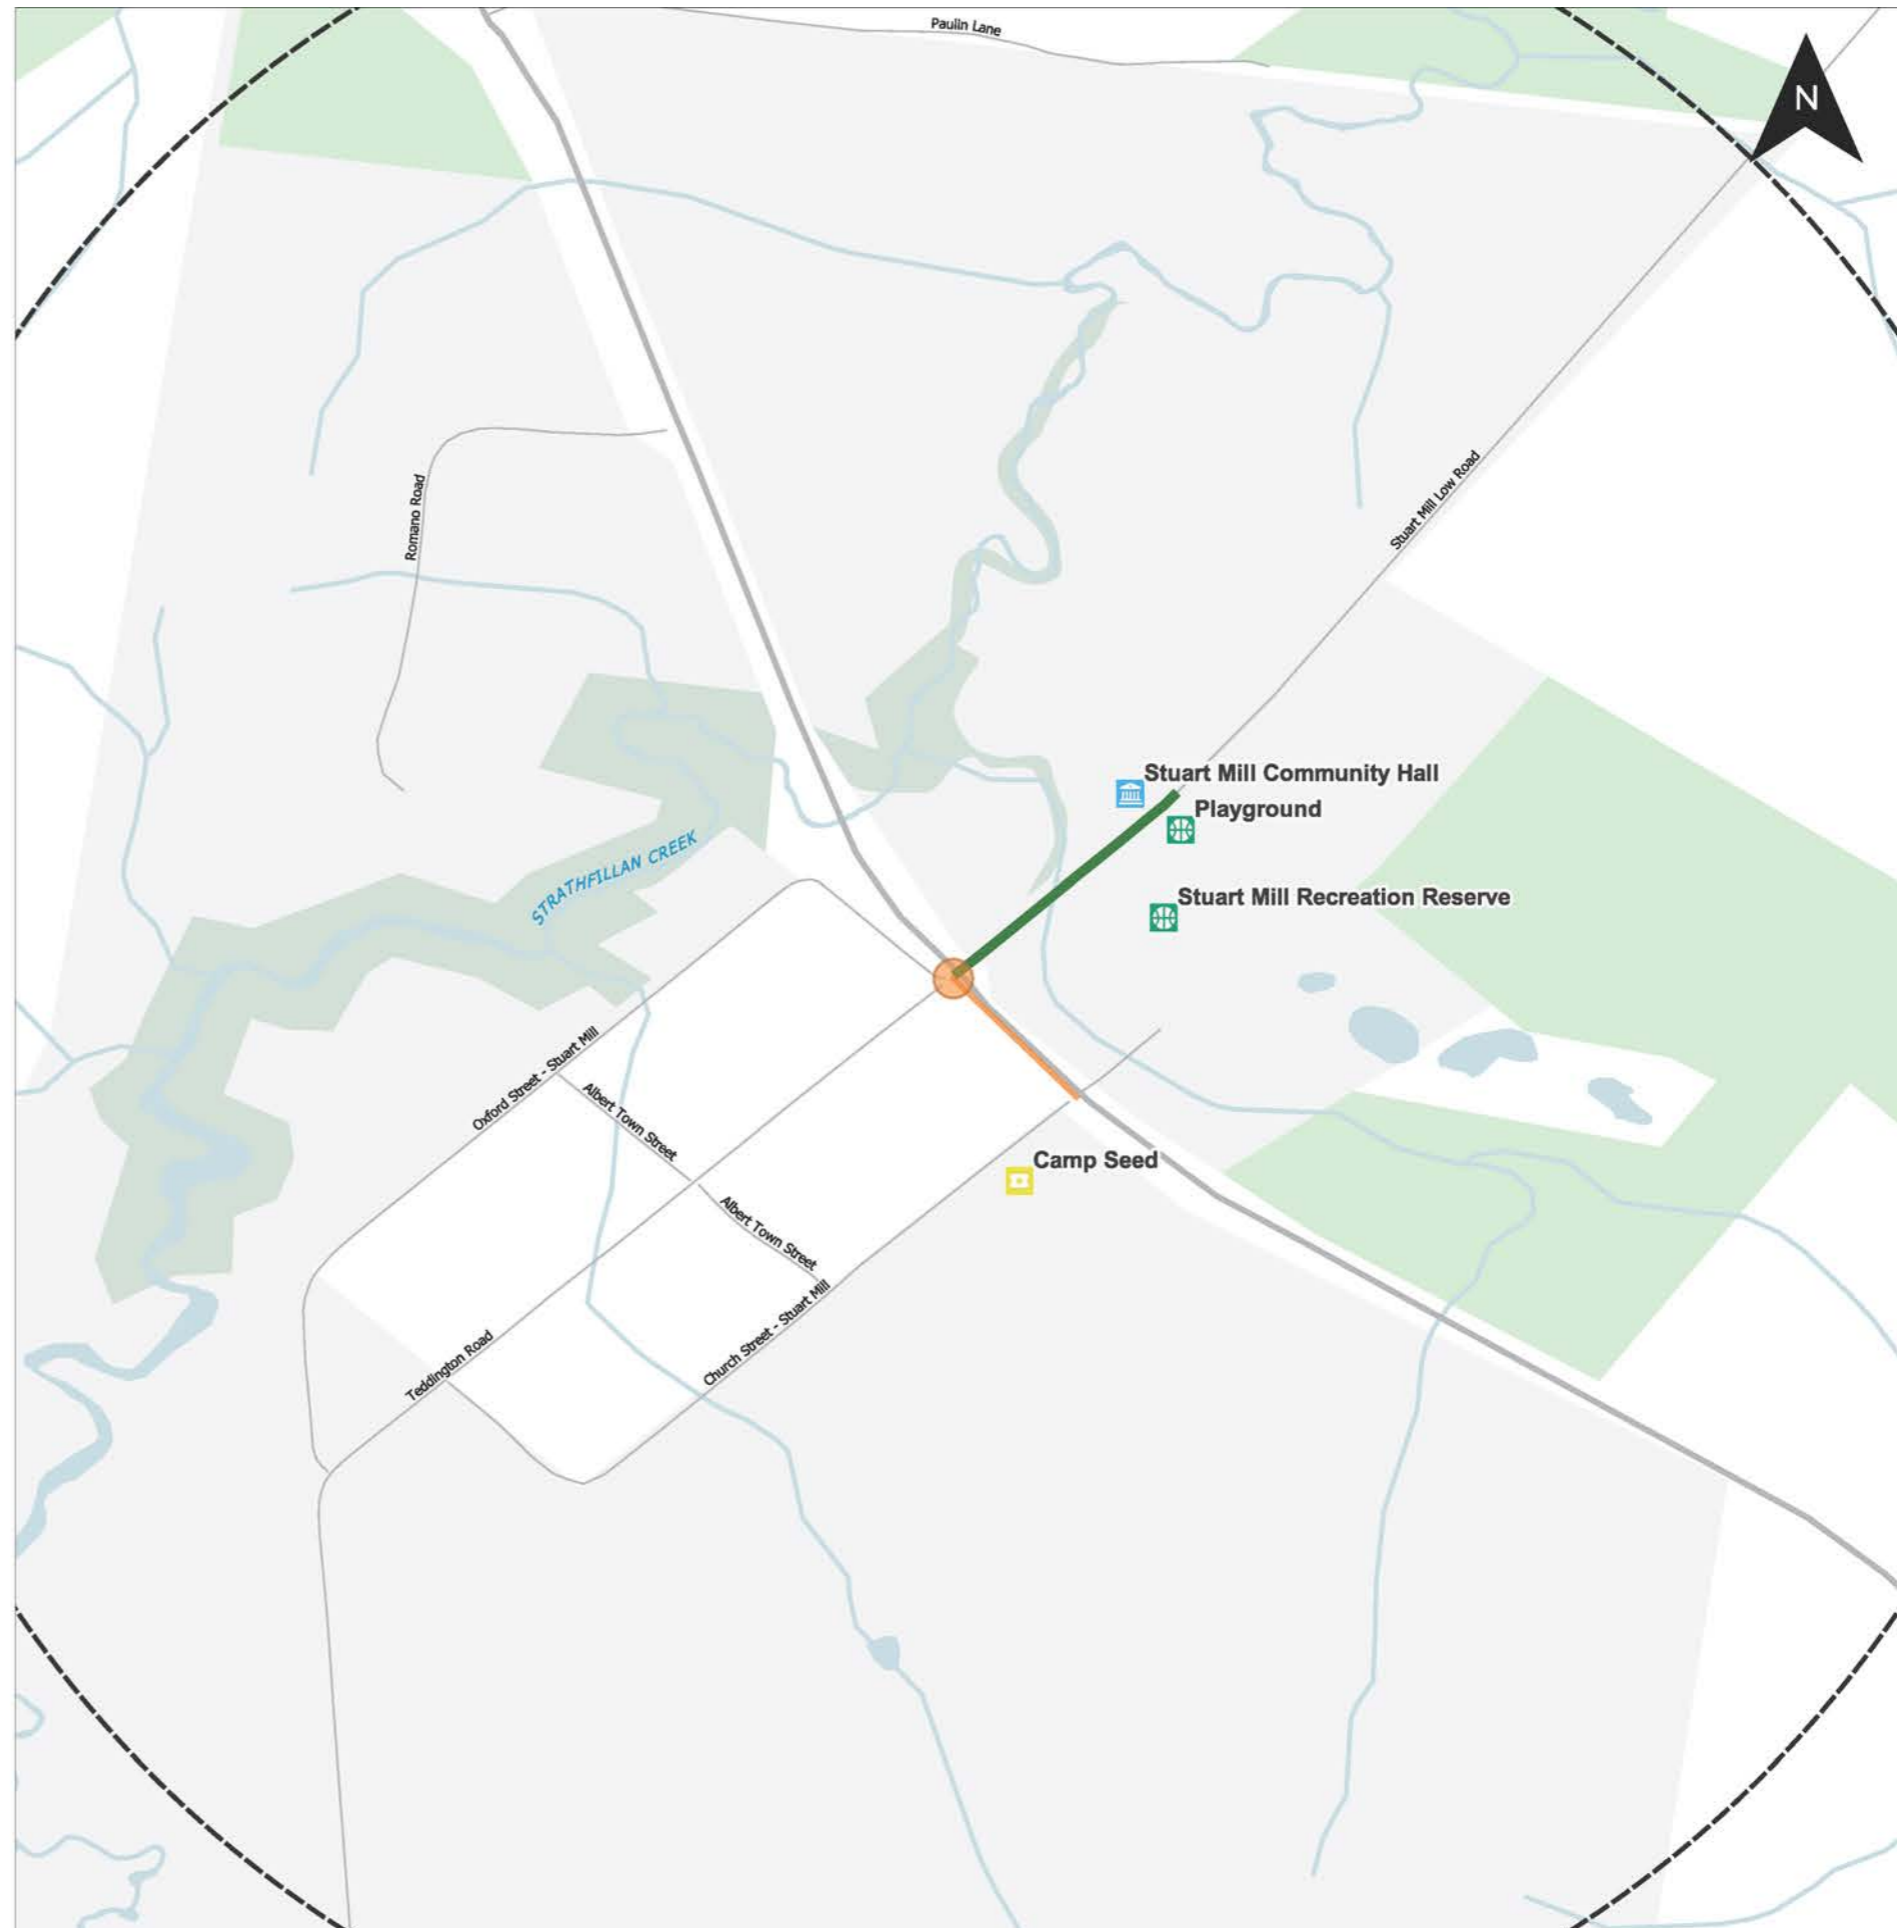 Paulin Lane
N
Romano Road
Stuart Mill Low Road
Stuart Mill Community Hall
Playground
STRATHFILLAN CREEK
Stuart Mill Recreation Reserve
Oxford Street - Stuart Mill
Albert Town Street
Camp Seed
Albert Town Street
Church Street - Stuart Mill
Teddington Road